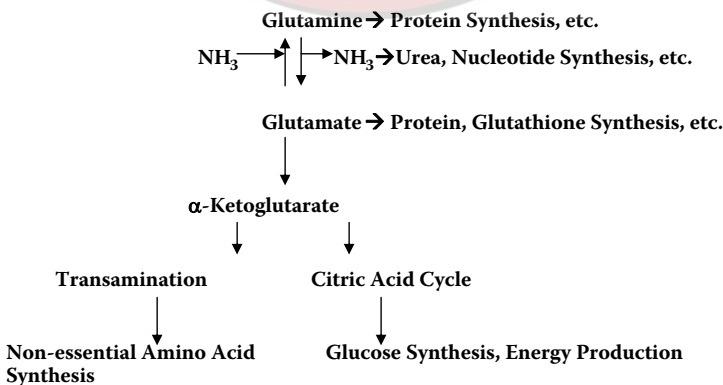 Glutamine → Protein Synthesis, etc.
NH₃ → NH₃ → Urea, Nucleotide Synthesis, etc.
Glutamate → Protein, Glutathione Synthesis, etc.
α-Ketoglutarate
Transamination Citric Acid Cycle
Non-essential Amino Acid Glucose Synthesis, Energy Production
Synthesis